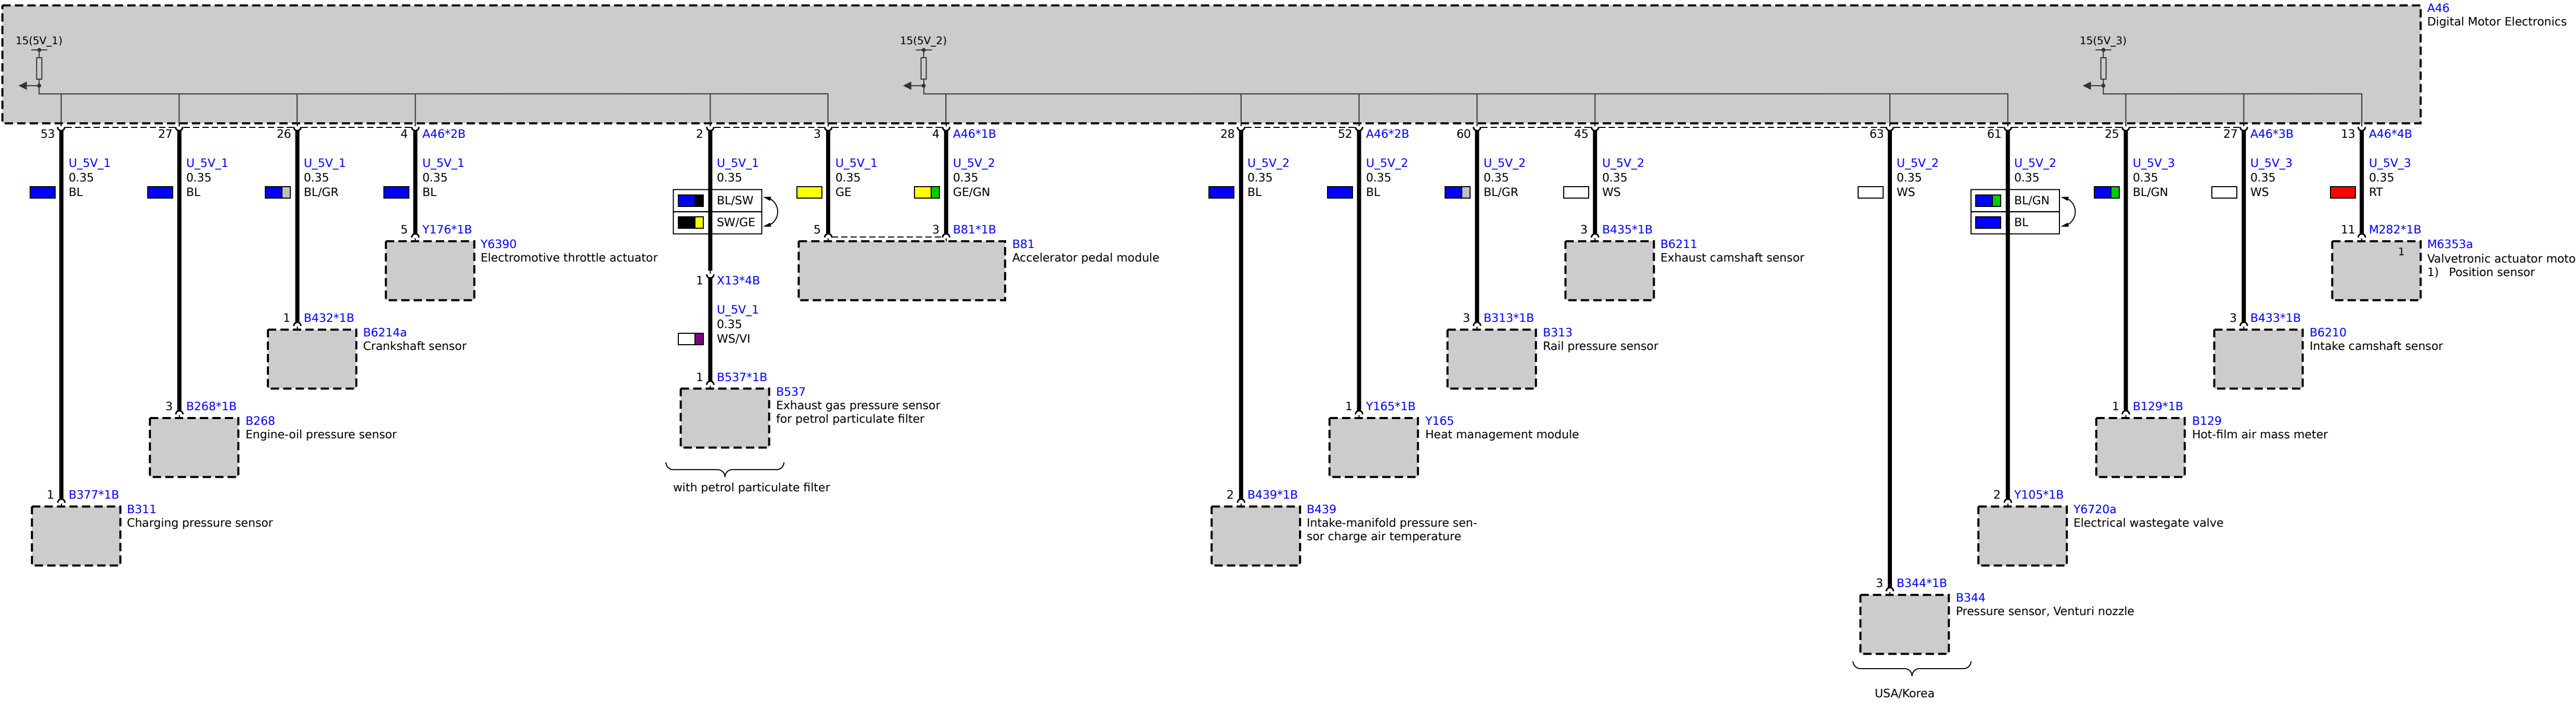 A46
Digital Motor Electronics
15(5V_1)
15(5V_2)
15(5V_3)
53
27
26
4
A46*2B
2
3
4
A46*1B
28
52
A46*2B
60
45
63
61
25
27
A46*3B
13
A46*4B
U_5V_1
0.35
BL
U_5V_1
0.35
BL
U_5V_1
0.35
BL/GR
U_5V_1
0.35
BL
U_5V_1
0.35
BL/SW
SW/GE
U_5V_1
0.35
GE
U_5V_2
0.35
GE/GN
U_5V_2
0.35
BL
U_5V_2
0.35
BL
U_5V_2
0.35
BL/GR
U_5V_2
0.35
WS
U_5V_2
0.35
WS
U_5V_2
0.35
BL/GN
BL
U_5V_3
0.35
BL/GN
U_5V_3
0.35
WS
U_5V_3
0.35
RT
5
Y176*1B
Y6390
Electromotive throttle actuator
5
3
B81*1B
B81
Accelerator pedal module
3
B435*1B
B6211
Exhaust camshaft sensor
11
M282*1B
1
M6353a
Valvetronic actuator moto
1) Position sensor
1
X13*4B
U_5V_1
0.35
WS/VI
1
B432*1B
B6214a
Crankshaft sensor
3
B313*1B
B313
Rail pressure sensor
3
B433*1B
B6210
Intake camshaft sensor
1
B537*1B
B537
Exhaust gas pressure sensor
for petrol particulate filter
with petrol particulate filter
3
B268*1B
B268
Engine-oil pressure sensor
1
Y165*1B
Y165
Heat management module
1
B129*1B
B129
Hot-film air mass meter
1
B377*1B
B311
Charging pressure sensor
2
B439*1B
B439
Intake-manifold pressure sen-
sor charge air temperature
2
Y105*1B
Y6720a
Electrical wastegate valve
3
B344*1B
B344
Pressure sensor, Venturi nozzle
USA/Korea